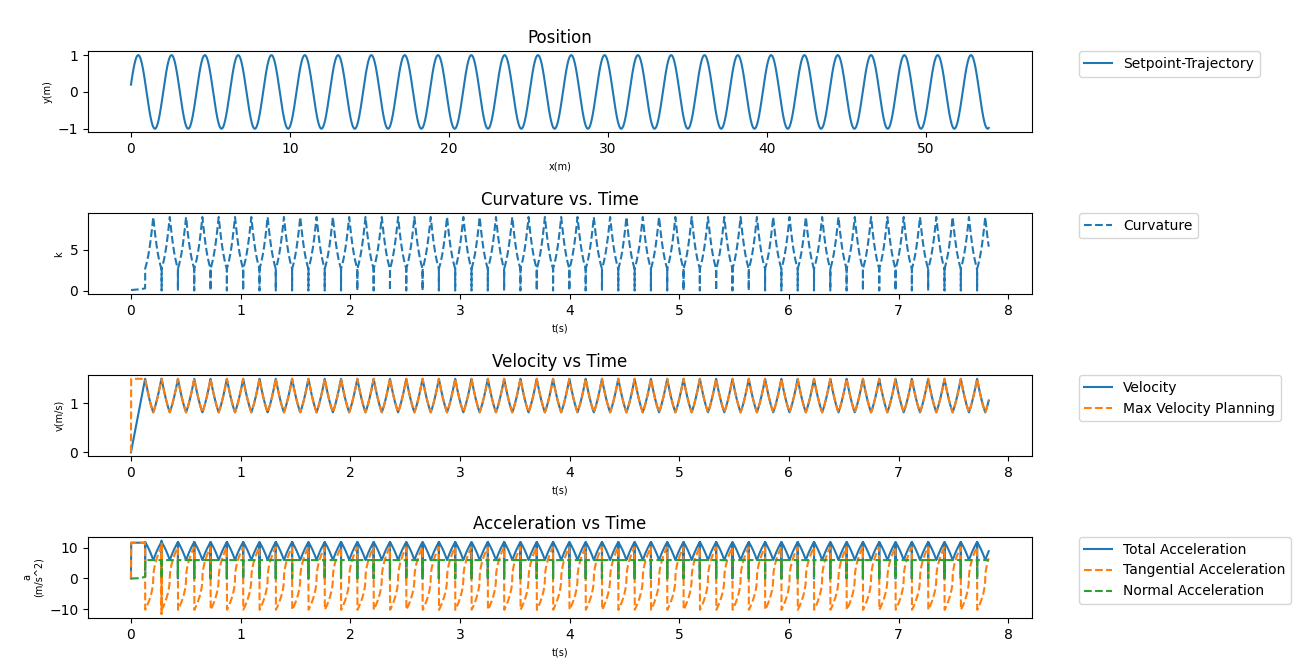 Position
1
0
−1
y(m)
0 10 20 30 40 50
x(m)
Setpoint-Trajectory
Curvature vs. Time
5
0
k
0 1 2 3 4 5 6 7 8
t(s)
Curvature
Velocity vs Time
1
0
v(m/s)
0 1 2 3 4 5 6 7 8
t(s)
Velocity
Max Velocity Planning
Acceleration vs Time
10
0
−10
a
(m/s^2)
0 1 2 3 4 5 6 7 8
t(s)
Total Acceleration
Tangential Acceleration
Normal Acceleration